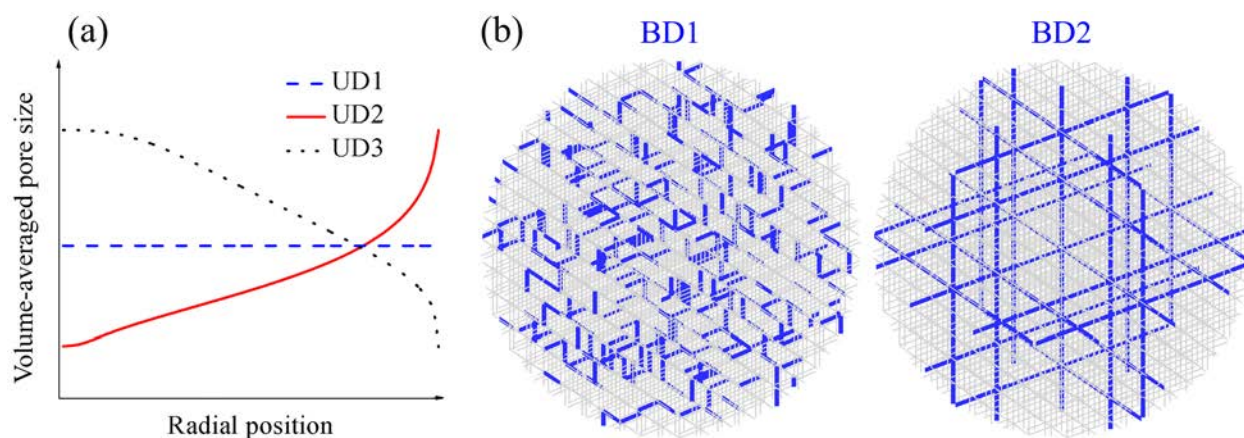 (a)
UD1
UD2
UD3
Volume-averaged pore size
Radial position
(b)
BD1
BD2